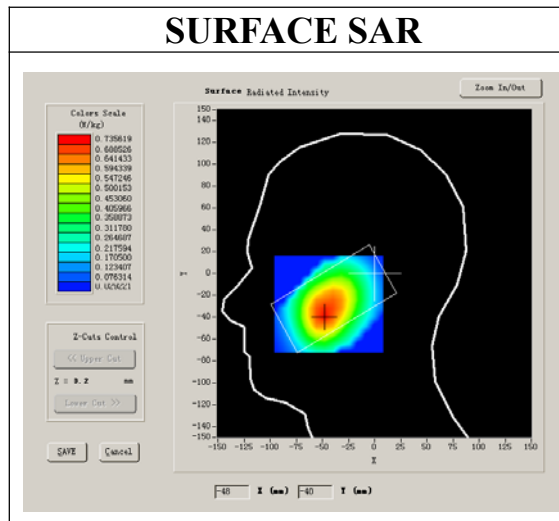 SURFACE SAR
Surface Radiated Intensity
Zoom In/Out
Colors Scale
(W/kg)
0.735619
0.688526
0.641433
0.594339
0.547246
0.500153
0.453060
0.405966
0.358873
0.311780
0.264687
0.217594
0.170500
0.123407
0.076314
150
140
120
100
80
60
40
20
0
-20
-40
-60
-80
-100
-120
-140
-150
Y
-150 -125 -100 -75 -50 -25 0 25 50 75 100 125 150
X
Z-Cuts Control
<< Upper Cut
Z = 3.2 mm
Lower Cut >>
SAVE Cancel
-48 X (mm) -40 Y (mm)